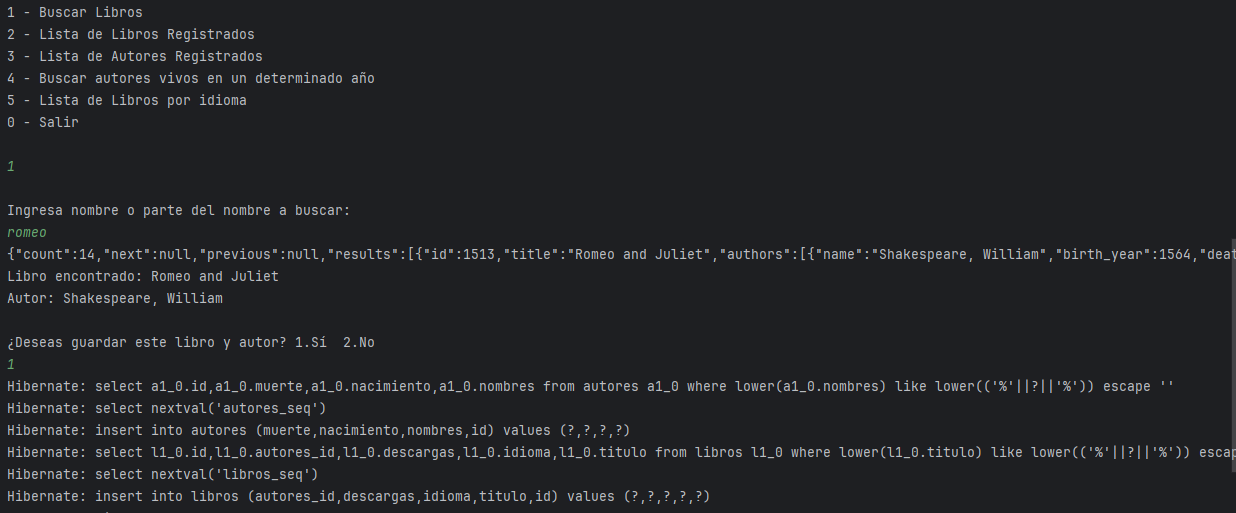 1 - Buscar Libros
2 - Lista de Libros Registrados
3 - Lista de Autores Registrados
4 - Buscar autores vivos en un determinado año
5 - Lista de Libros por idioma
0 - Salir
1
Ingresa nombre o parte del nombre a buscar:
romeo
{"count":14,"next":null,"previous":null,"results":[{"id":1513,"title":"Romeo and Juliet","authors":[{"name":"Shakespeare, William","birth_year":1564,"deat
Libro encontrado: Romeo and Juliet
Autor: Shakespeare, William
¿Deseas guardar este libro y autor? 1.Sí  2.No
1
Hibernate: select a1_0.id,a1_0.muerte,a1_0.nacimiento,a1_0.nombres from autores a1_0 where lower(a1_0.nombres) like lower(('%'||?||'%')) escape ''
Hibernate: select nextval('autores_seq')
Hibernate: insert into autores (muerte,nacimiento,nombres,id) values (?,?,?,?)
Hibernate: select l1_0.id,l1_0.autores_id,l1_0.descargas,l1_0.idioma,l1_0.titulo from libros l1_0 where lower(l1_0.titulo) like lower(('%'||?||'%')) escap
Hibernate: select nextval('libros_seq')
Hibernate: insert into libros (autores_id,descargas,idioma,titulo,id) values (?,?,?,?,?)